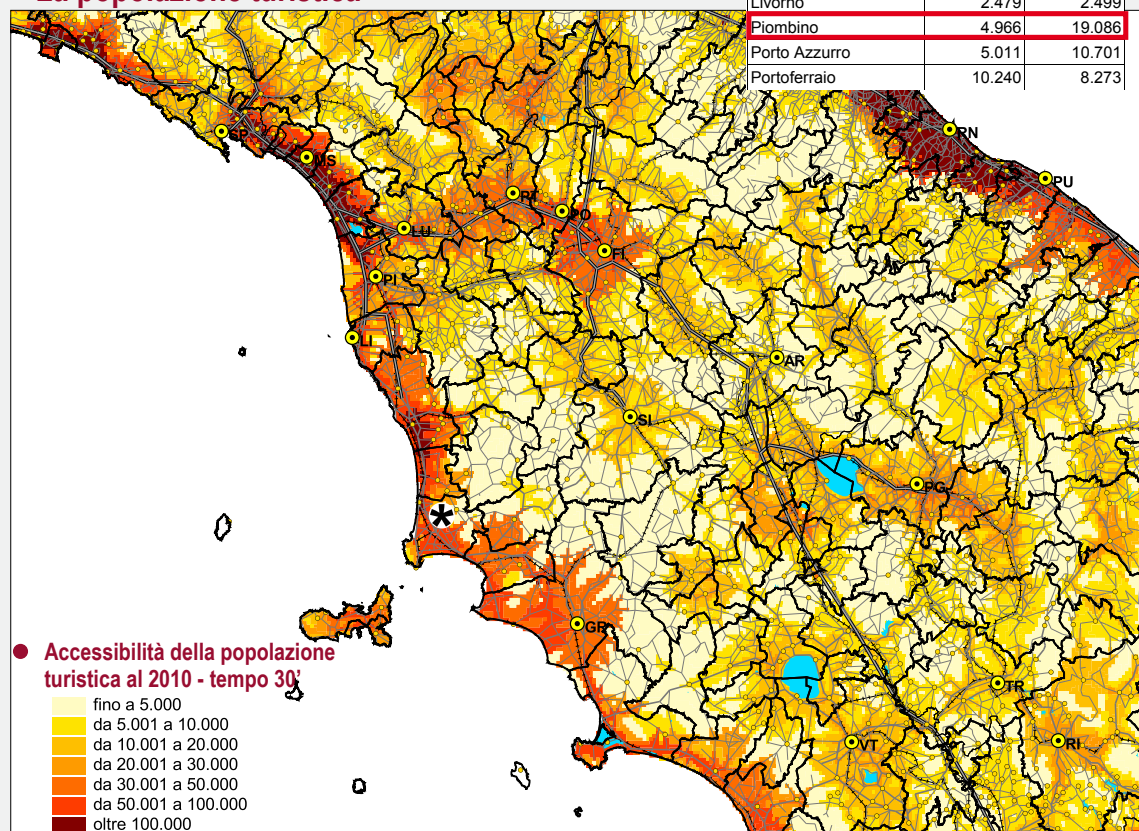 La popolazione turistica
Livorno 2.479 2.499
Piombino 4.966 19.086
Porto Azzurro 5.011 10.701
Portoferraio 10.240 8.273
RN
SP
MS
PU
PT
PO
LU
FI
PI
LI
AR
SI
PG
*
GR
TR
VT
RI
Accessibilità della popolazione
turistica al 2010 - tempo 30'
fino a 5.000
da 5.001 a 10.000
da 10.001 a 20.000
da 20.001 a 30.000
da 30.001 a 50.000
da 50.001 a 100.000
oltre 100.000